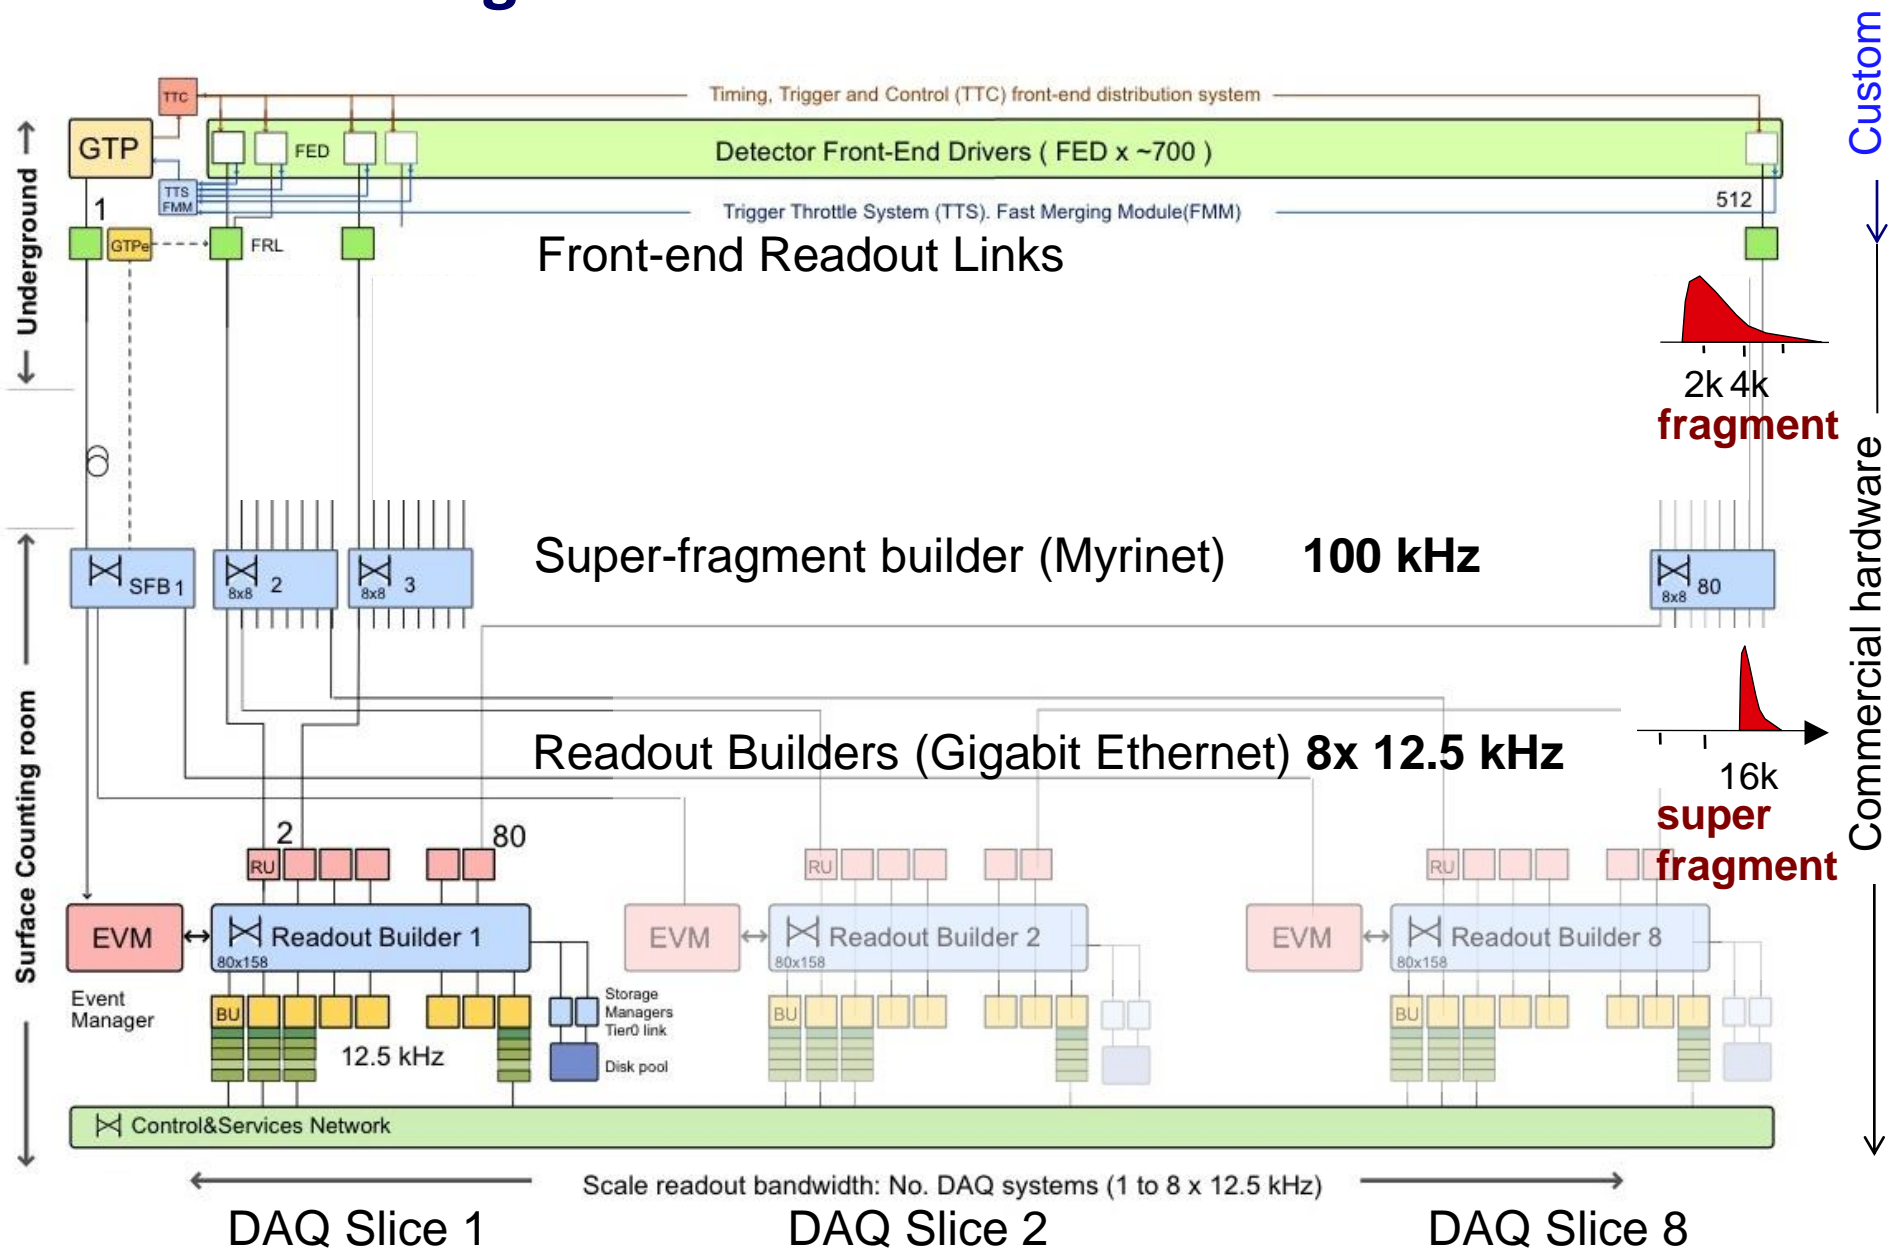 Custom
TTC
Timing, Trigger and Control (TTC) front-end distribution system
GTP
FED
Detector Front-End Drivers ( FED x ~700 )
TTS
FMM
Trigger Throttle System (TTS). Fast Merging Module(FMM)
512
1
GTPe
FRL
Front-end Readout Links
Underground
2k 4k
fragment
Commercial hardware
SFB 1
8x8 2
8x8 3
Super-fragment builder (Myrinet) 100 kHz
8x8 80
Surface Counting room
Readout Builders (Gigabit Ethernet) 8x 12.5 kHz
16k
super
fragment
2
80
RU
RU
RU
EVM
Readout Builder 1
80x158
EVM
Readout Builder 2
80x158
EVM
Readout Builder 8
80x158
Event
Manager
BU
12.5 kHz
Storage
Managers
Tier0 link
Disk pool
BU
BU
Control&Services Network
Scale readout bandwidth: No. DAQ systems (1 to 8 x 12.5 kHz)
DAQ Slice 1
DAQ Slice 2
DAQ Slice 8